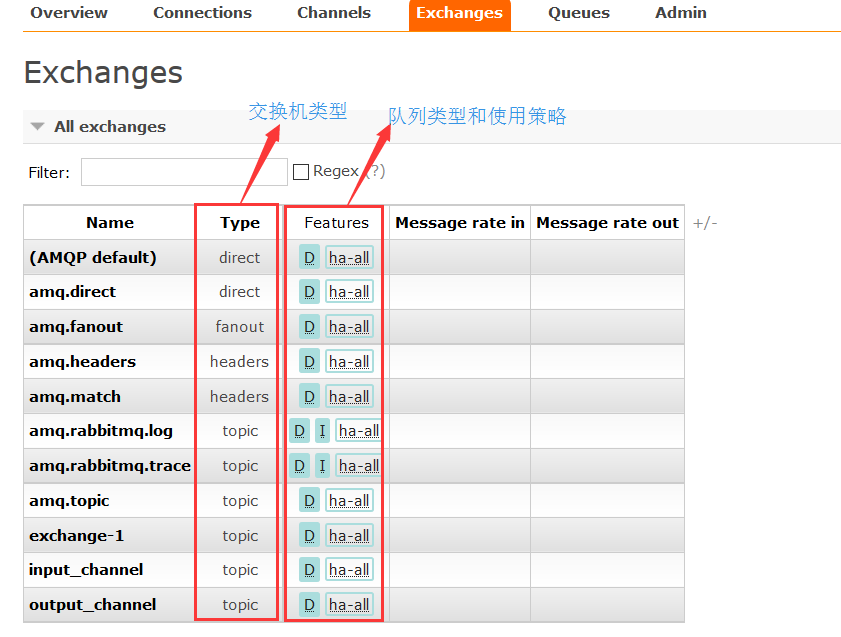 Overview Connections Channels Exchanges Queues Admin
Exchanges
交换机类型
队列类型和使用策略
All exchanges
Filter: Regex (?)
Name Type Features Message rate in Message rate out +/-
(AMQP default) direct D ha-all
amq.direct direct D ha-all
amq.fanout fanout D ha-all
amq.headers headers D ha-all
amq.match headers D ha-all
amq.rabbitmq.log topic D I ha-all
amq.rabbitmq.trace topic D I ha-all
amq.topic topic D ha-all
exchange-1 topic D ha-all
input_channel topic D ha-all
output_channel topic D ha-all